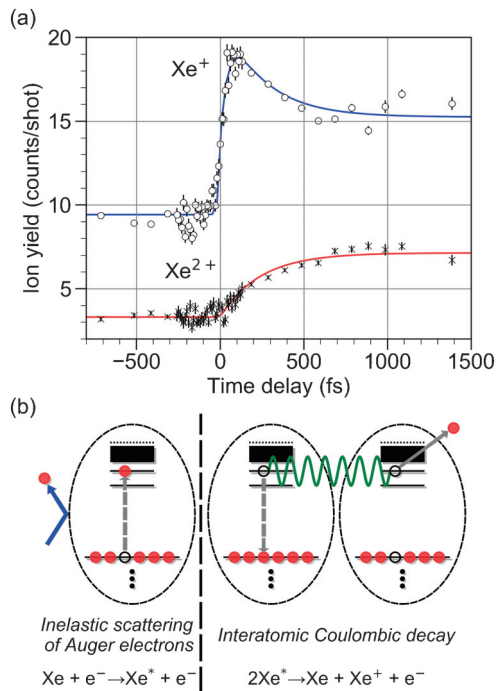 (a)
20
15
10
5
Ion yield (counts/shot)
Xe⁺
Xe²⁺
−500
0
500
1000
1500
Time delay (fs)
(b)
Inelastic scattering
of Auger electrons
Xe + e⁻→Xe* + e⁻
Interatomic Coulombic decay
2Xe*→Xe + Xe⁺ + e⁻